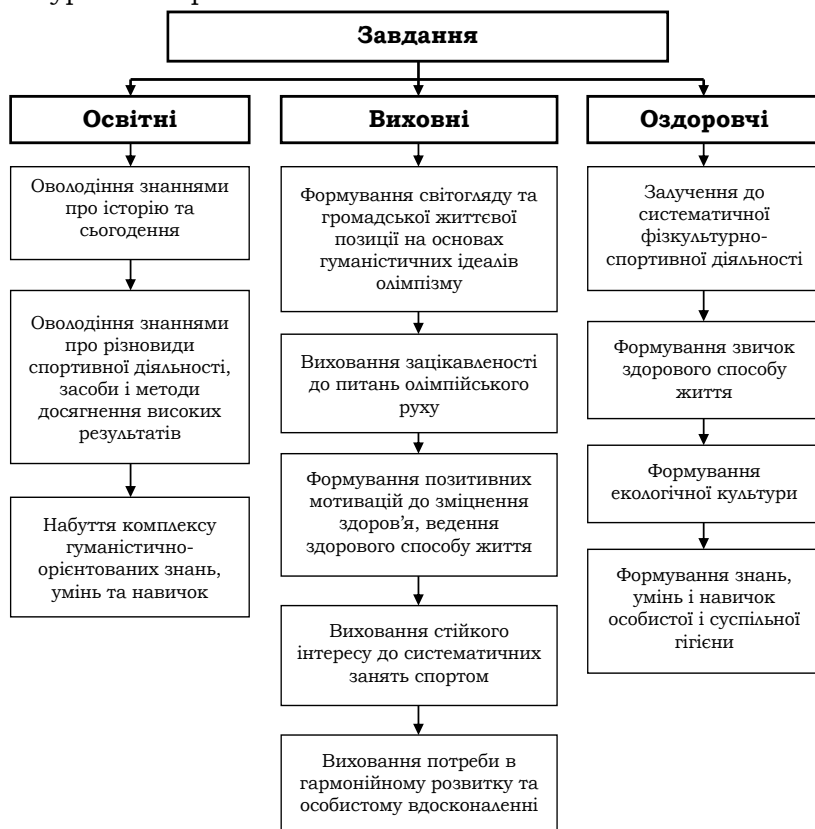 Завдання
Освітні
Оволодіння знаннями
про історію та
сьогодення
Оволодіння знаннями
про різновиди
спортивної діяльності,
засоби і методи
досягнення високих
результатів
Набуття комплексу
гуманістично-
орієнтованих знань,
умінь та навичок
Виховні
Формування світогляду та
громадської життєвої
позиції на основах
гуманістичних ідеалів
олімпізму
Виховання зацікавленості
до питань олімпійського
руху
Формування позитивних
мотивацій до зміцнення
здоров’я, ведення
здорового способу життя
Виховання стійкого
інтересу до систематичних
занять спортом
Виховання потреби в
гармонійному розвитку та
особистому вдосконаленні
Оздоровчі
Залучення до
систематичної
фізкультурно-
спортивної діяльності
Формування звичок
здорового способу
життя
Формування
екологічної культури
Формування знань,
умінь і навичок
особистої і суспільної
гігієни